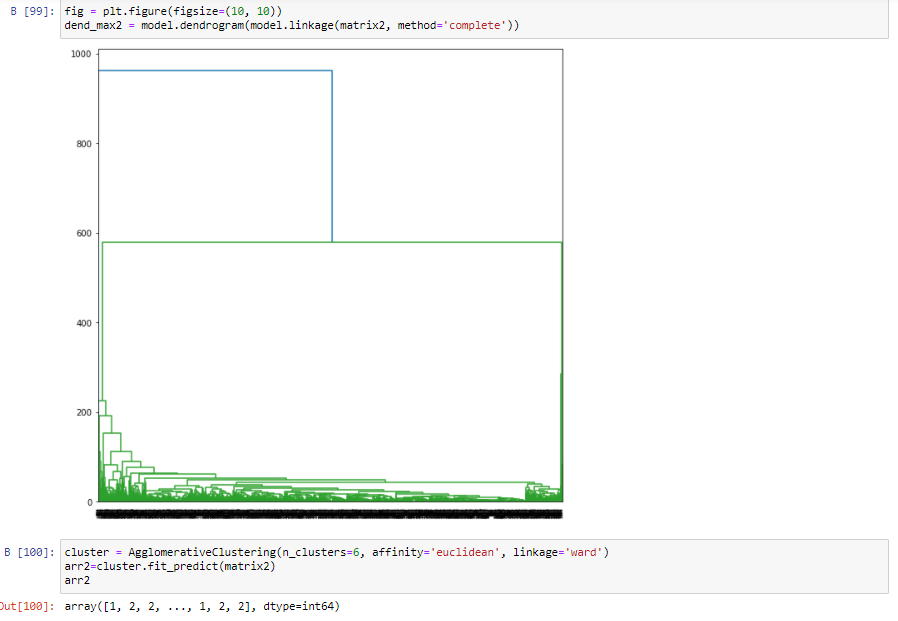 B [99]: fig = plt.figure(figsize=(10, 10))
dend_max2 = model.dendrogram(model.linkage(matrix2, method='complete'))
1000
800
600
400
200
0
B [100]: cluster = AgglomerativeClustering(n_clusters=6, affinity='euclidean', linkage='ward')
arr2=cluster.fit_predict(matrix2)
arr2
Out[100]: array([1, 2, 2, ..., 1, 2, 2], dtype=int64)